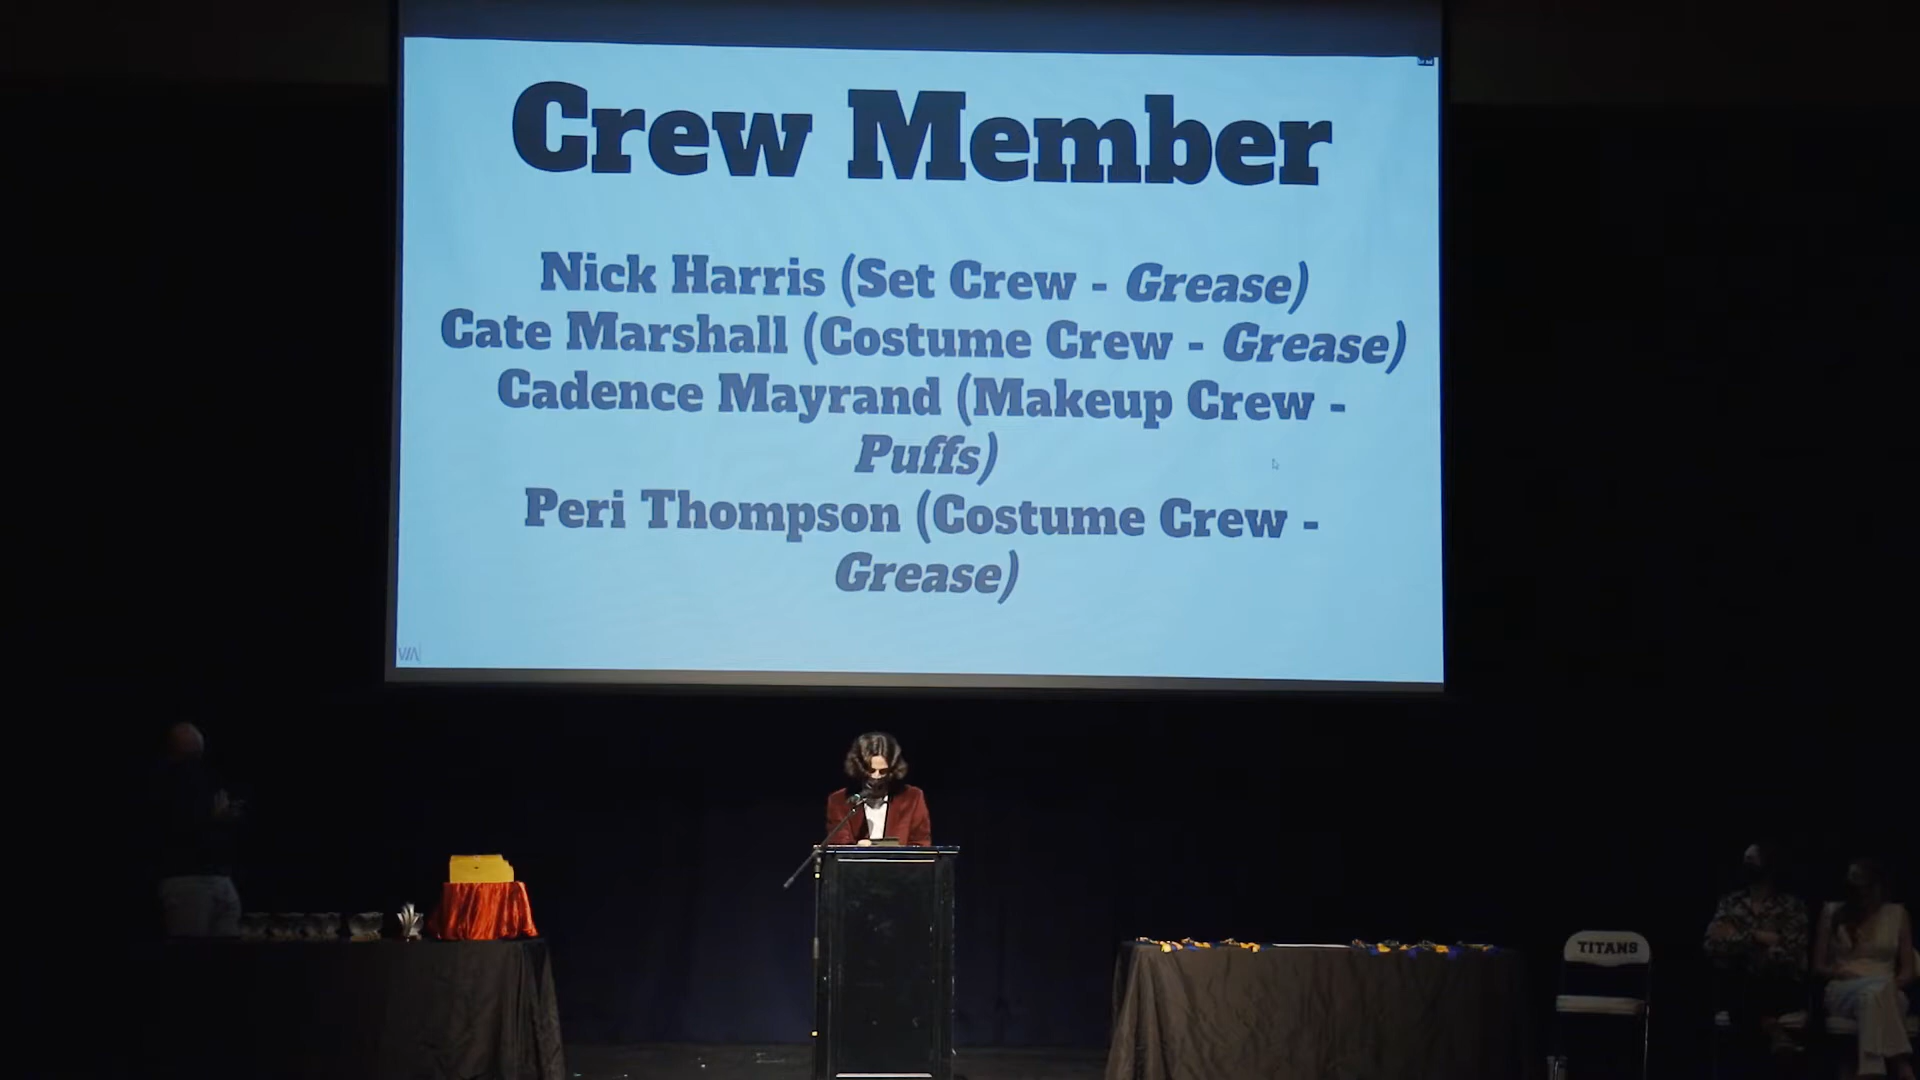 Crew Member
Nick Harris (Set Crew - Grease)
Cate Marshall (Costume Crew - Grease)
Cadence Mayrand (Makeup Crew -
Puffs)
Peri Thompson (Costume Crew -
Grease)
TITANS